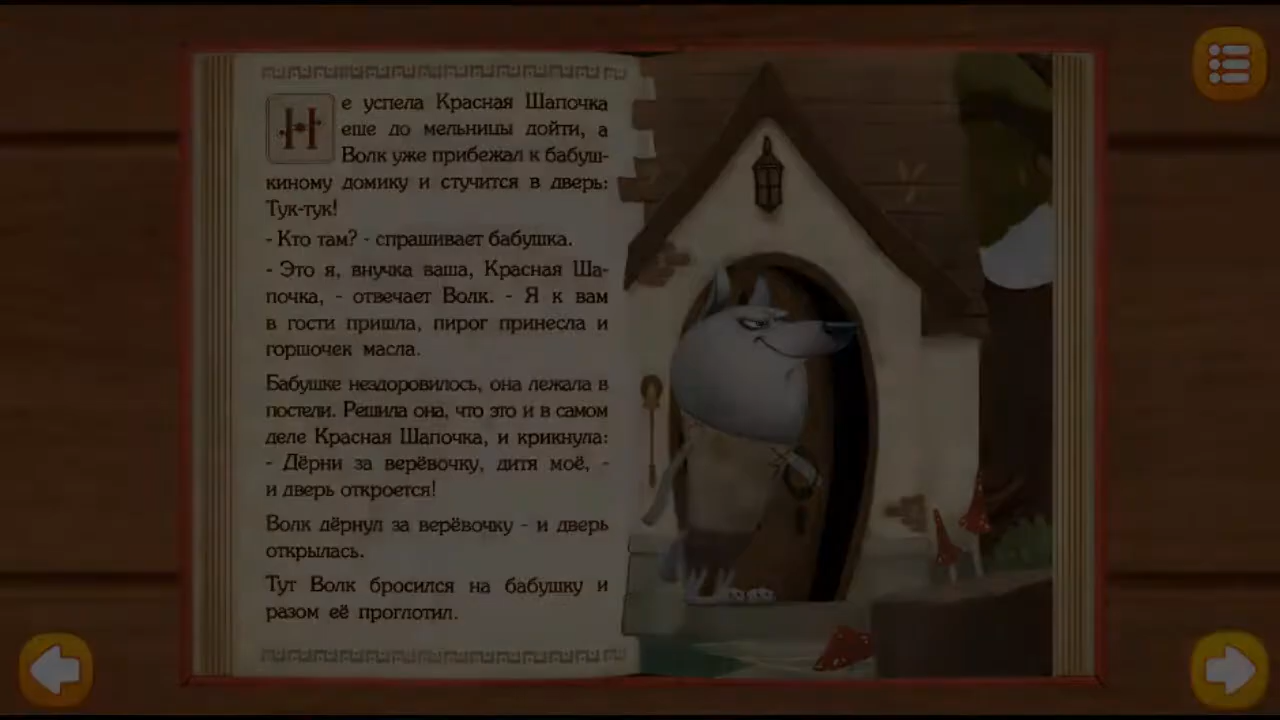 Не успела Красная Шапочка
еше до мельницы дойти, а
Волк уже прибежал к бабуш-
киному домику и стучится в дверь:
Тук-тук!
- Кто там? - спрашивает бабушка.
- Это я, внучка ваша, Красная Ша-
почка, - отвечает Волк. - Я к вам
в гости пришла, пирог принесла и
горшочек масла.
Бабушке нездоровилось, она лежала в
постели. Решила она, что это и в самом
деле Красная Шапочка, и крикнула:
- Дёрни за верёвочку, дитя моё, -
и дверь откроется!
Волк дёрнул за верёвочку - и дверь
открылась.
Тут Волк бросился на бабушку и
разом её проглотил.